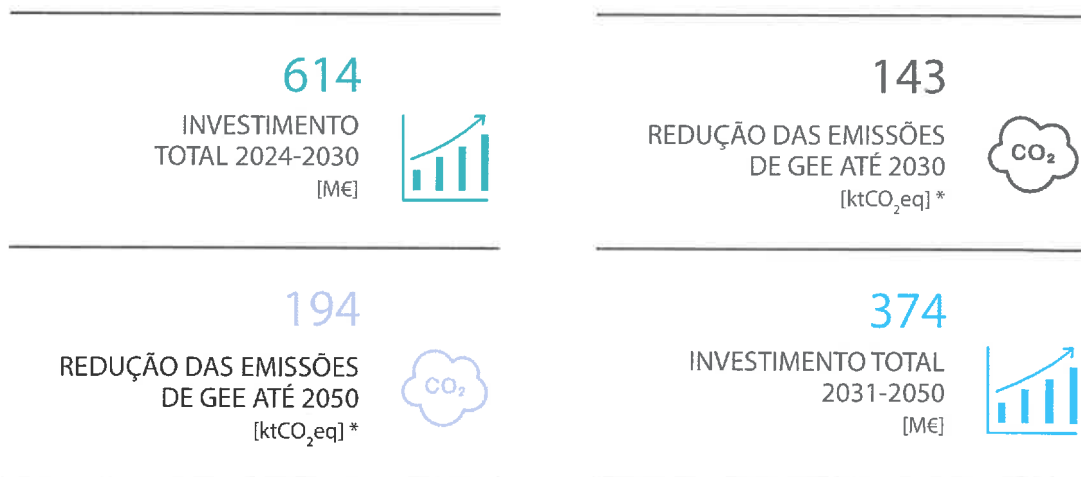 614
INVESTIMENTO
TOTAL 2024-2030
[M€]
143
REDUÇÃO DAS EMISSÕES
DE GEE ATÉ 2030
[ktCO₂eq] *
CO₂
194
REDUÇÃO DAS EMISSÕES
DE GEE ATÉ 2050
[ktCO₂eq] *
CO₂
374
INVESTIMENTO TOTAL
2031-2050
[M€]